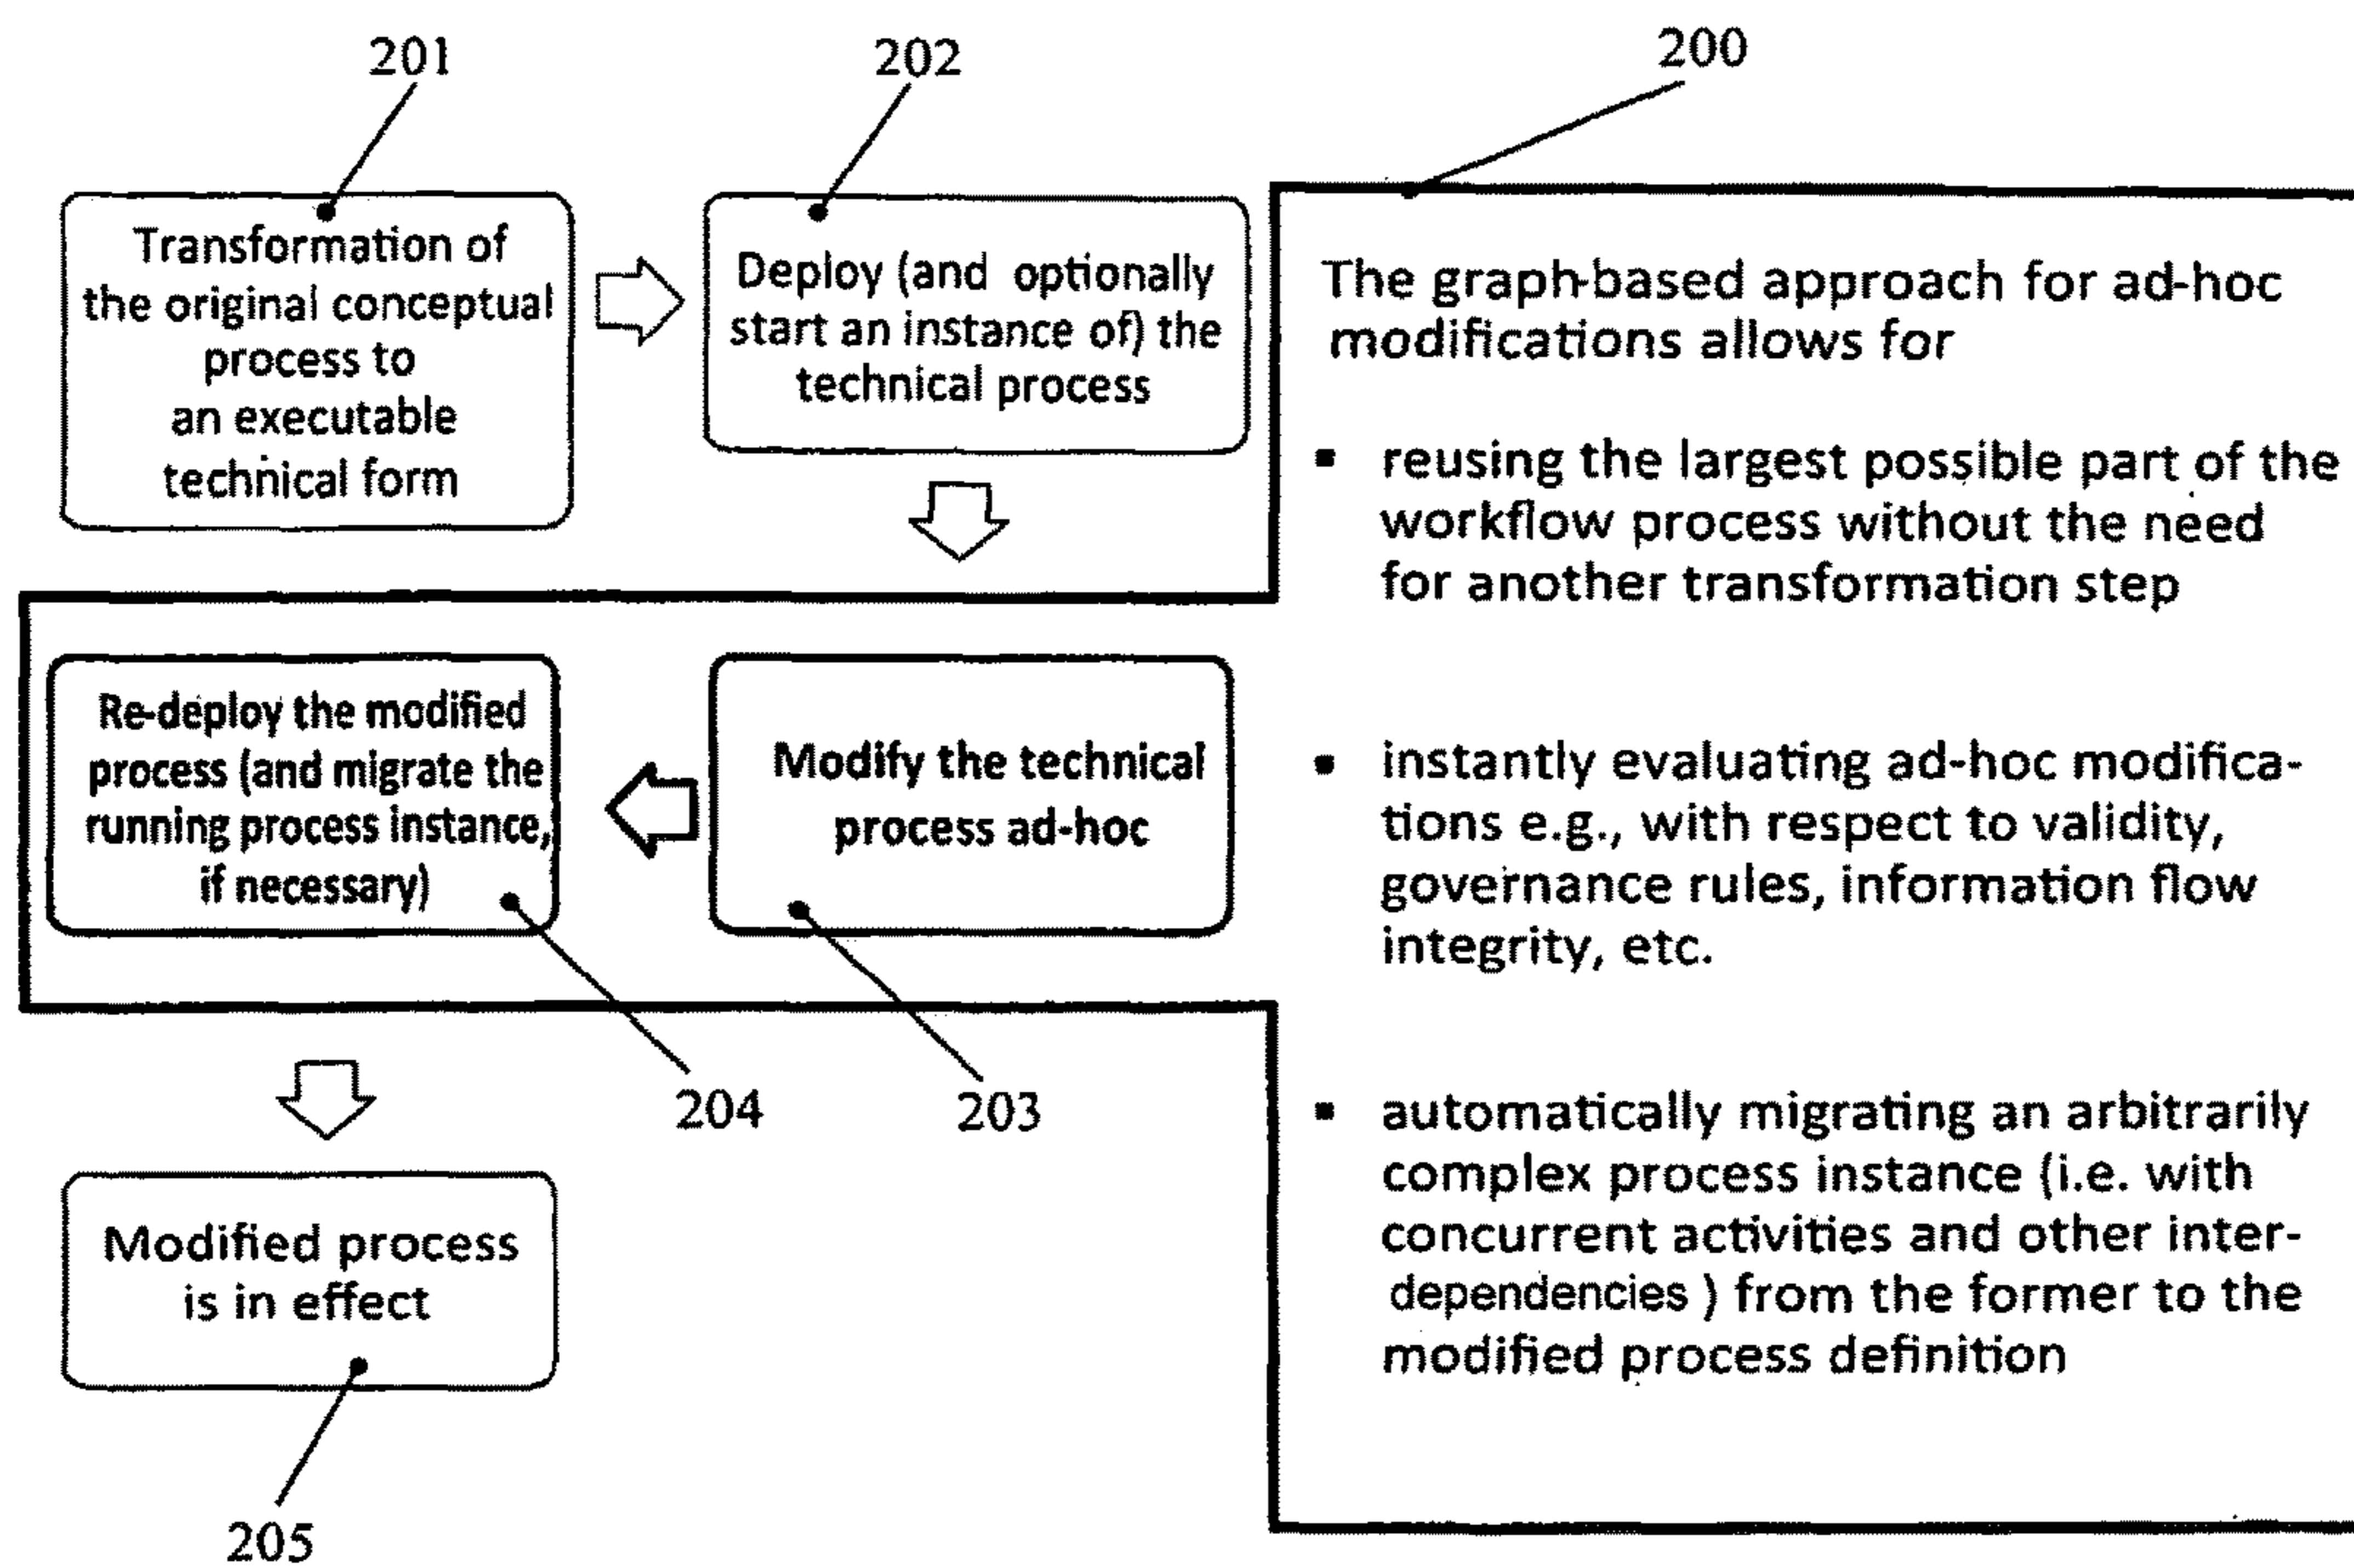 201
202
200
Transformation of
the original conceptual
process to
an executable
technical form
Deploy (and optionally
start an instance of) the
technical process
The graph-based approach for ad-hoc
modifications allows for
▪ reusing the largest possible part of the
workflow process without the need
for another transformation step
Re-deploy the modified
process (and migrate the
running process instance,
if necessary)
Modify the technical
process ad-hoc
▪ instantly evaluating ad-hoc modifica-
tions e.g., with respect to validity,
governance rules, information flow
integrity, etc.
204
203
▪ automatically migrating an arbitrarily
complex process instance (i.e. with
concurrent activities and other inter-
dependencies ) from the former to the
modified process definition
Modified process
is in effect
205